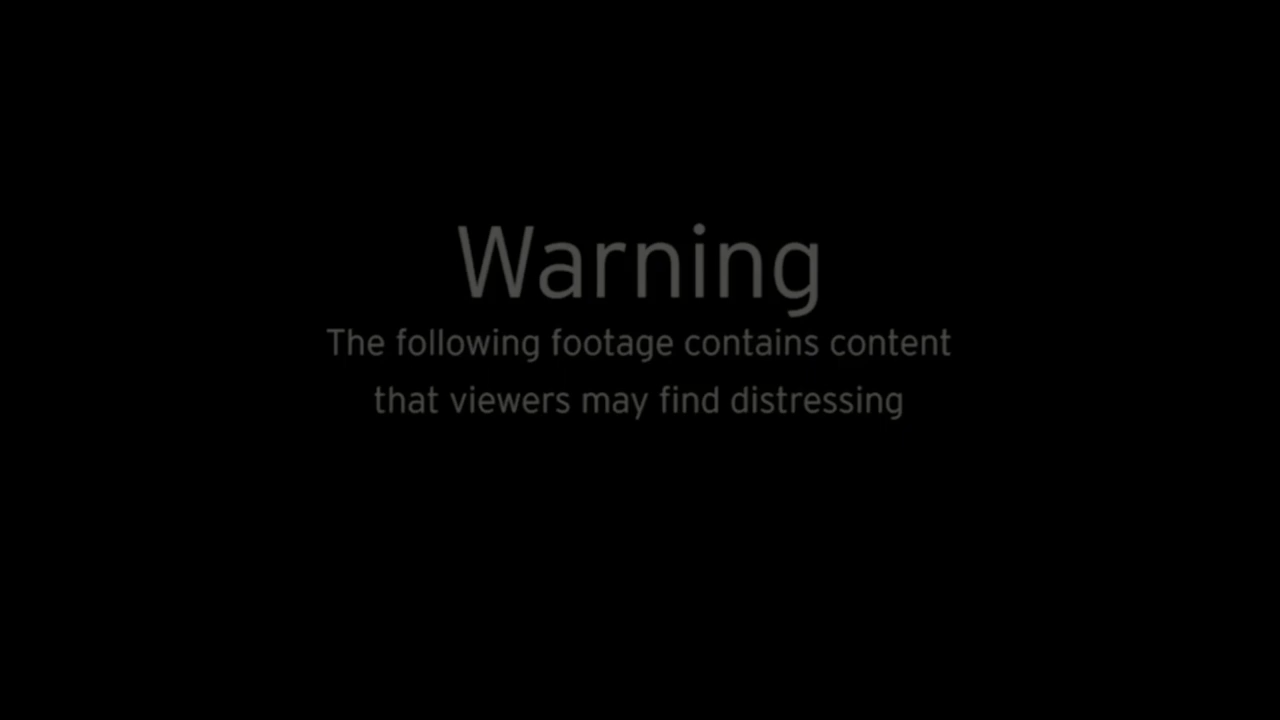 Warning
The following footage contains content
that viewers may find distressing